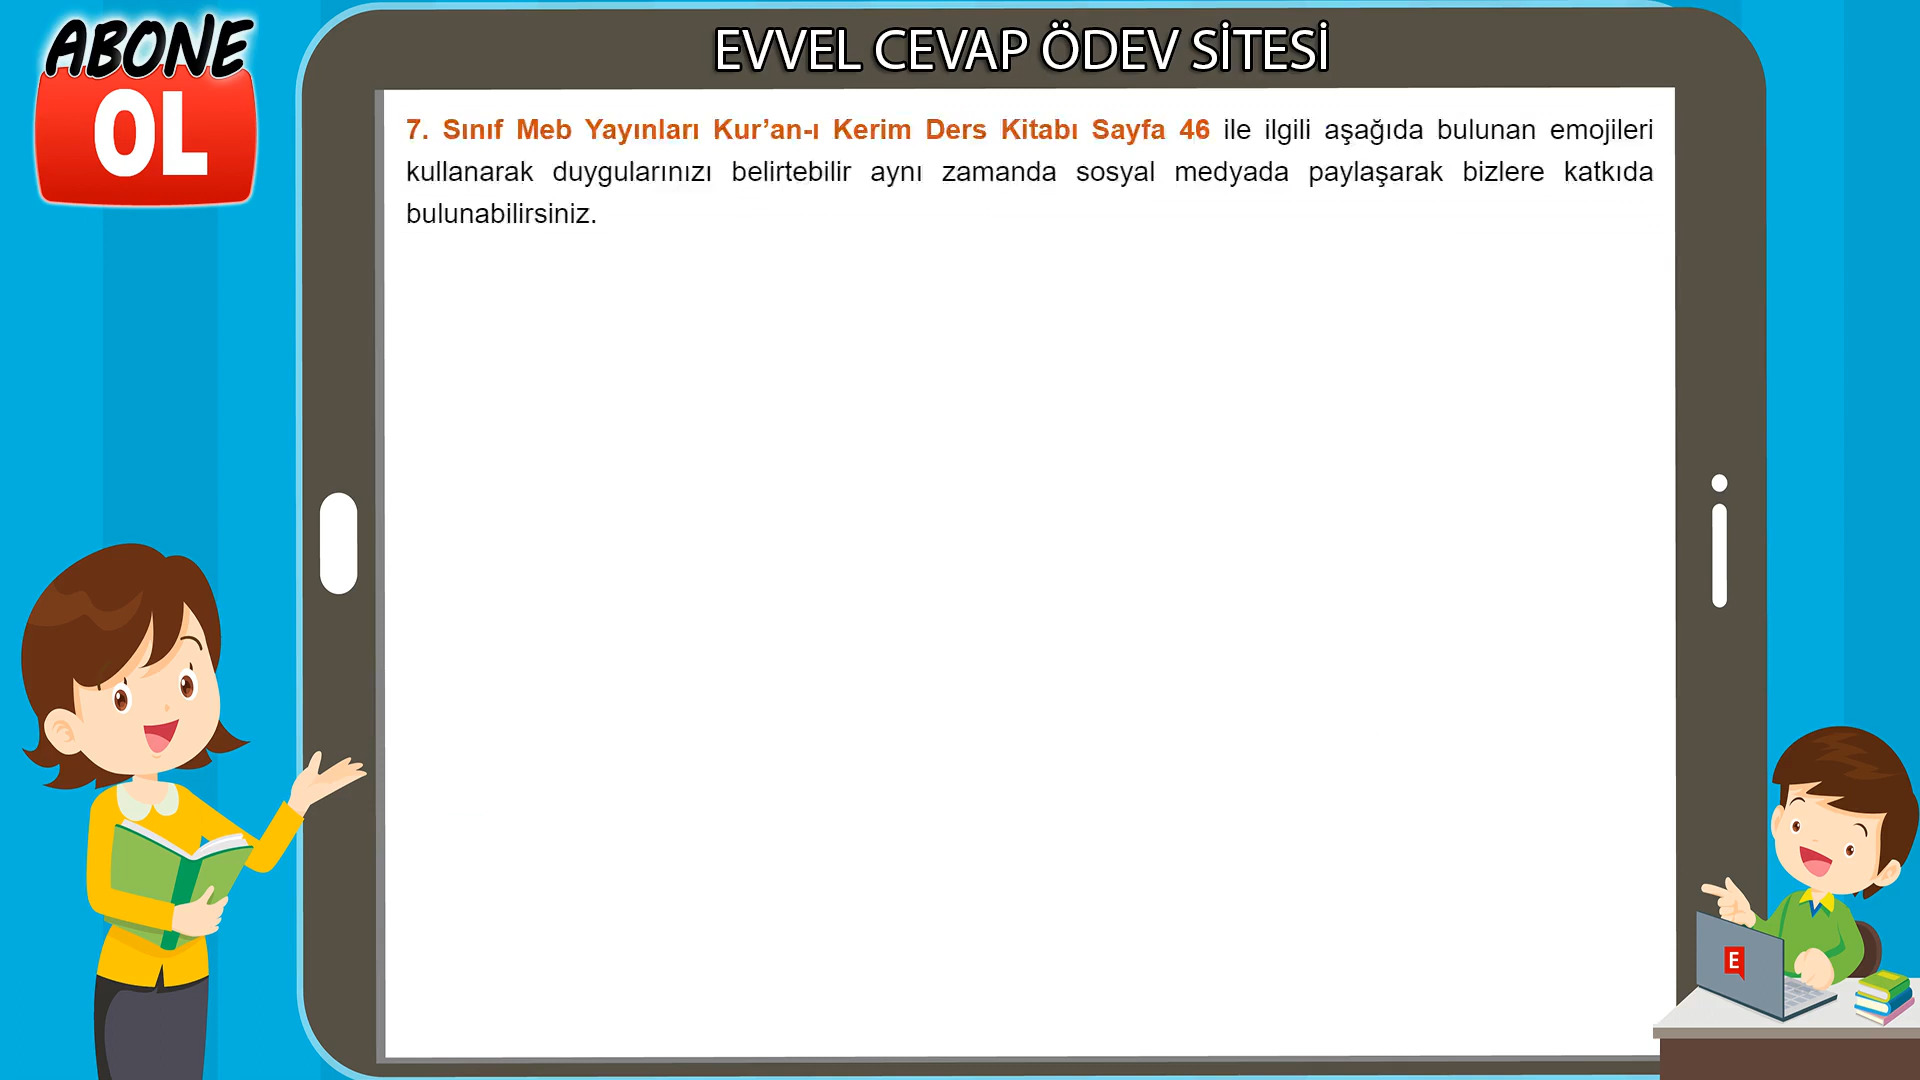 ABONE
OL
EVVEL CEVAP ÖDEV SİTESİ
7. Sınıf Meb Yayınları Kur’an-ı Kerim Ders Kitabı Sayfa 46 ile ilgili aşağıda bulunan emojileri
kullanarak duygularınızı belirtebilir aynı zamanda sosyal medyada paylaşarak bizlere katkıda
bulunabilirsiniz.
E